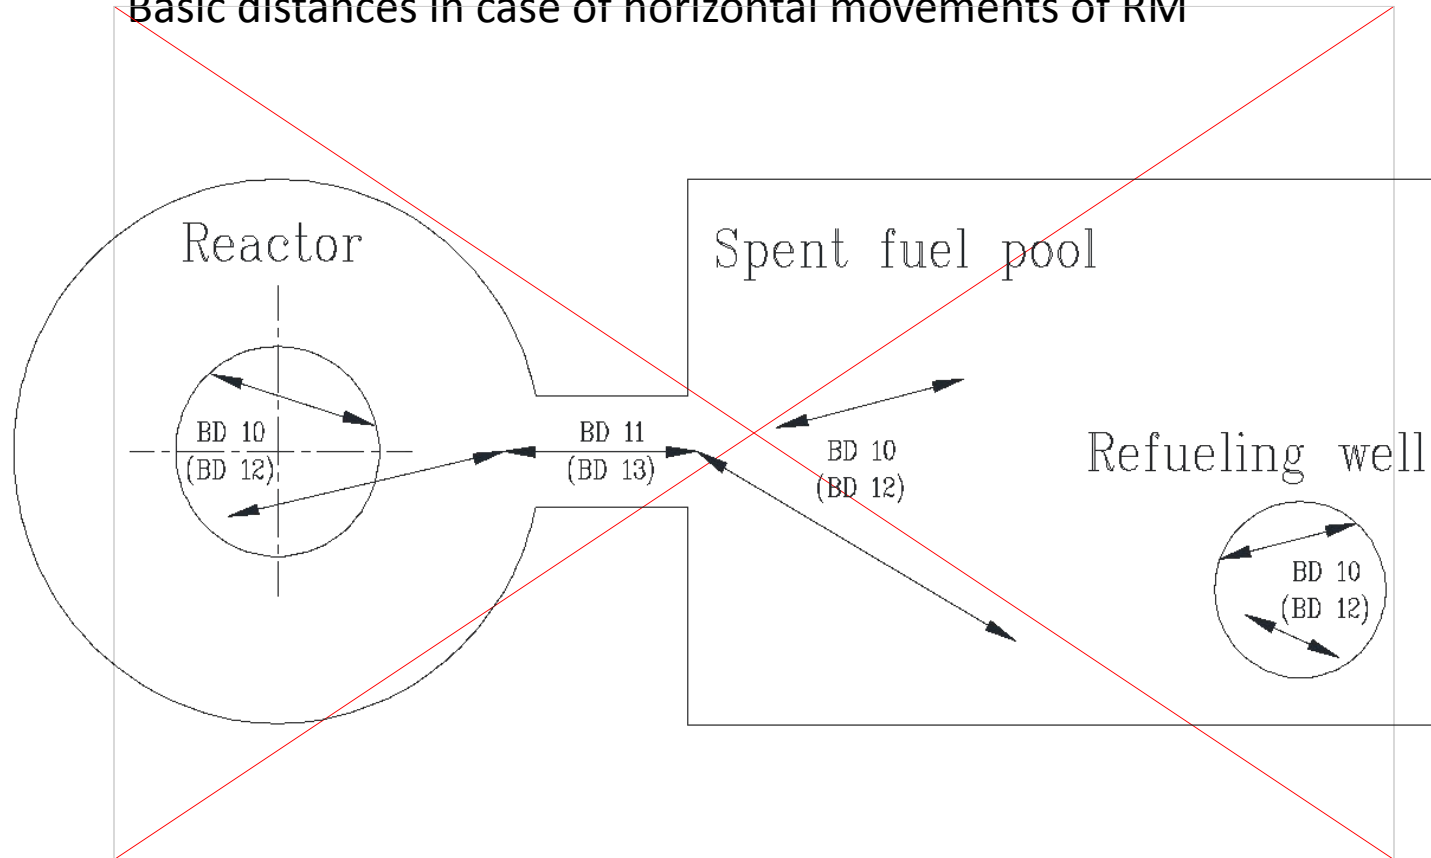 Basic distances in case of horizontal movements of RM
Reactor
Spent fuel pool
BD 10
(BD 12)
BD 11
(BD 13)
BD 10
(BD 12)
Refueling well
BD 10
(BD 12)